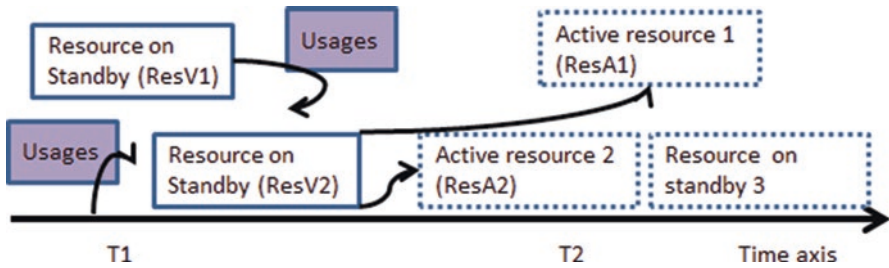 Resource on
Standby (ResV1)
Usages
Active resource 1
(ResA1)
Usages
Resource on
Standby (ResV2)
Active resource 2
(ResA2)
Resource on
standby 3
T1
T2
Time axis